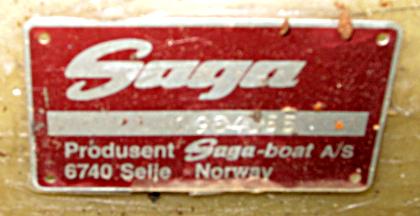 Saga
Produsent Saga-boat A/S
6740 Selje Norway